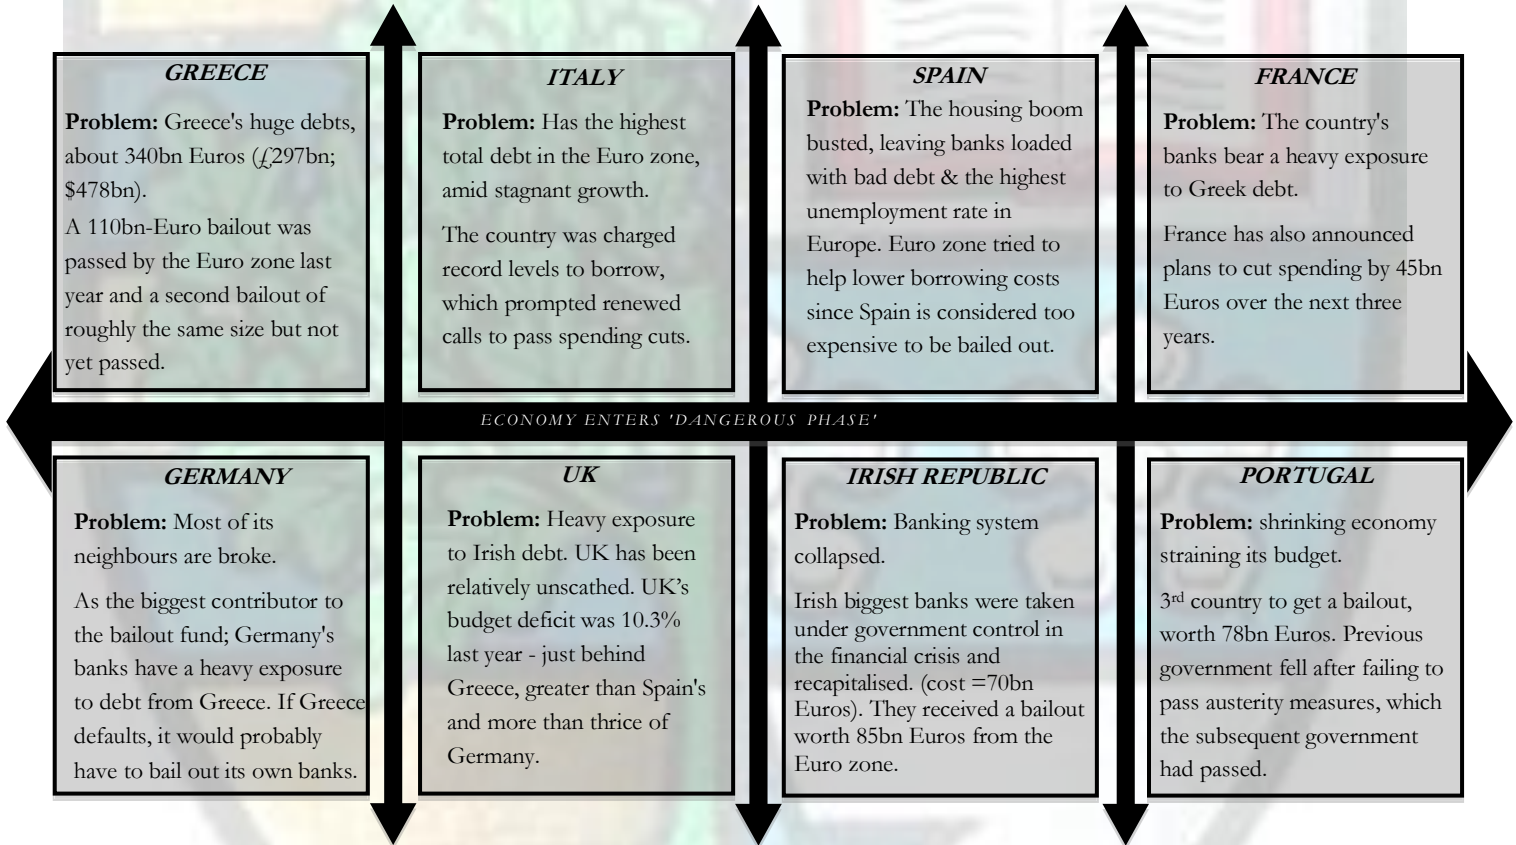 GREECE
Problem: Greece's huge debts,
about 340bn Euros (£297bn;
$478bn).
A 110bn-Euro bailout was
passed by the Euro zone last
year and a second bailout of
roughly the same size but not
yet passed.
ITALY
Problem: Has the highest
total debt in the Euro zone,
amid stagnant growth.
The country was charged
record levels to borrow,
which prompted renewed
calls to pass spending cuts.
SPAIN
Problem: The housing boom
busted, leaving banks loaded
with bad debt & the highest
unemployment rate in
Europe. Euro zone tried to
help lower borrowing costs
since Spain is considered too
expensive to be bailed out.
FRANCE
Problem: The country's
banks bear a heavy exposure
to Greek debt.
France has also announced
plans to cut spending by 45bn
Euros over the next three
years.
ECONOMY ENTERS 'DANGEROUS PHASE'
GERMANY
Problem: Most of its
neighbours are broke.
As the biggest contributor to
the bailout fund; Germany's
banks have a heavy exposure
to debt from Greece. If Greece
defaults, it would probably
have to bail out its own banks.
UK
Problem: Heavy exposure
to Irish debt. UK has been
relatively unscathed. UK’s
budget deficit was 10.3%
last year - just behind
Greece, greater than Spain's
and more than thrice of
Germany.
IRISH REPUBLIC
Problem: Banking system
collapsed.
Irish biggest banks were taken
under government control in
the financial crisis and
recapitalised. (cost =70bn
Euros). They received a bailout
worth 85bn Euros from the
Euro zone.
PORTUGAL
Problem: shrinking economy
straining its budget.
3rd country to get a bailout,
worth 78bn Euros. Previous
government fell after failing to
pass austerity measures, which
the subsequent government
had passed.